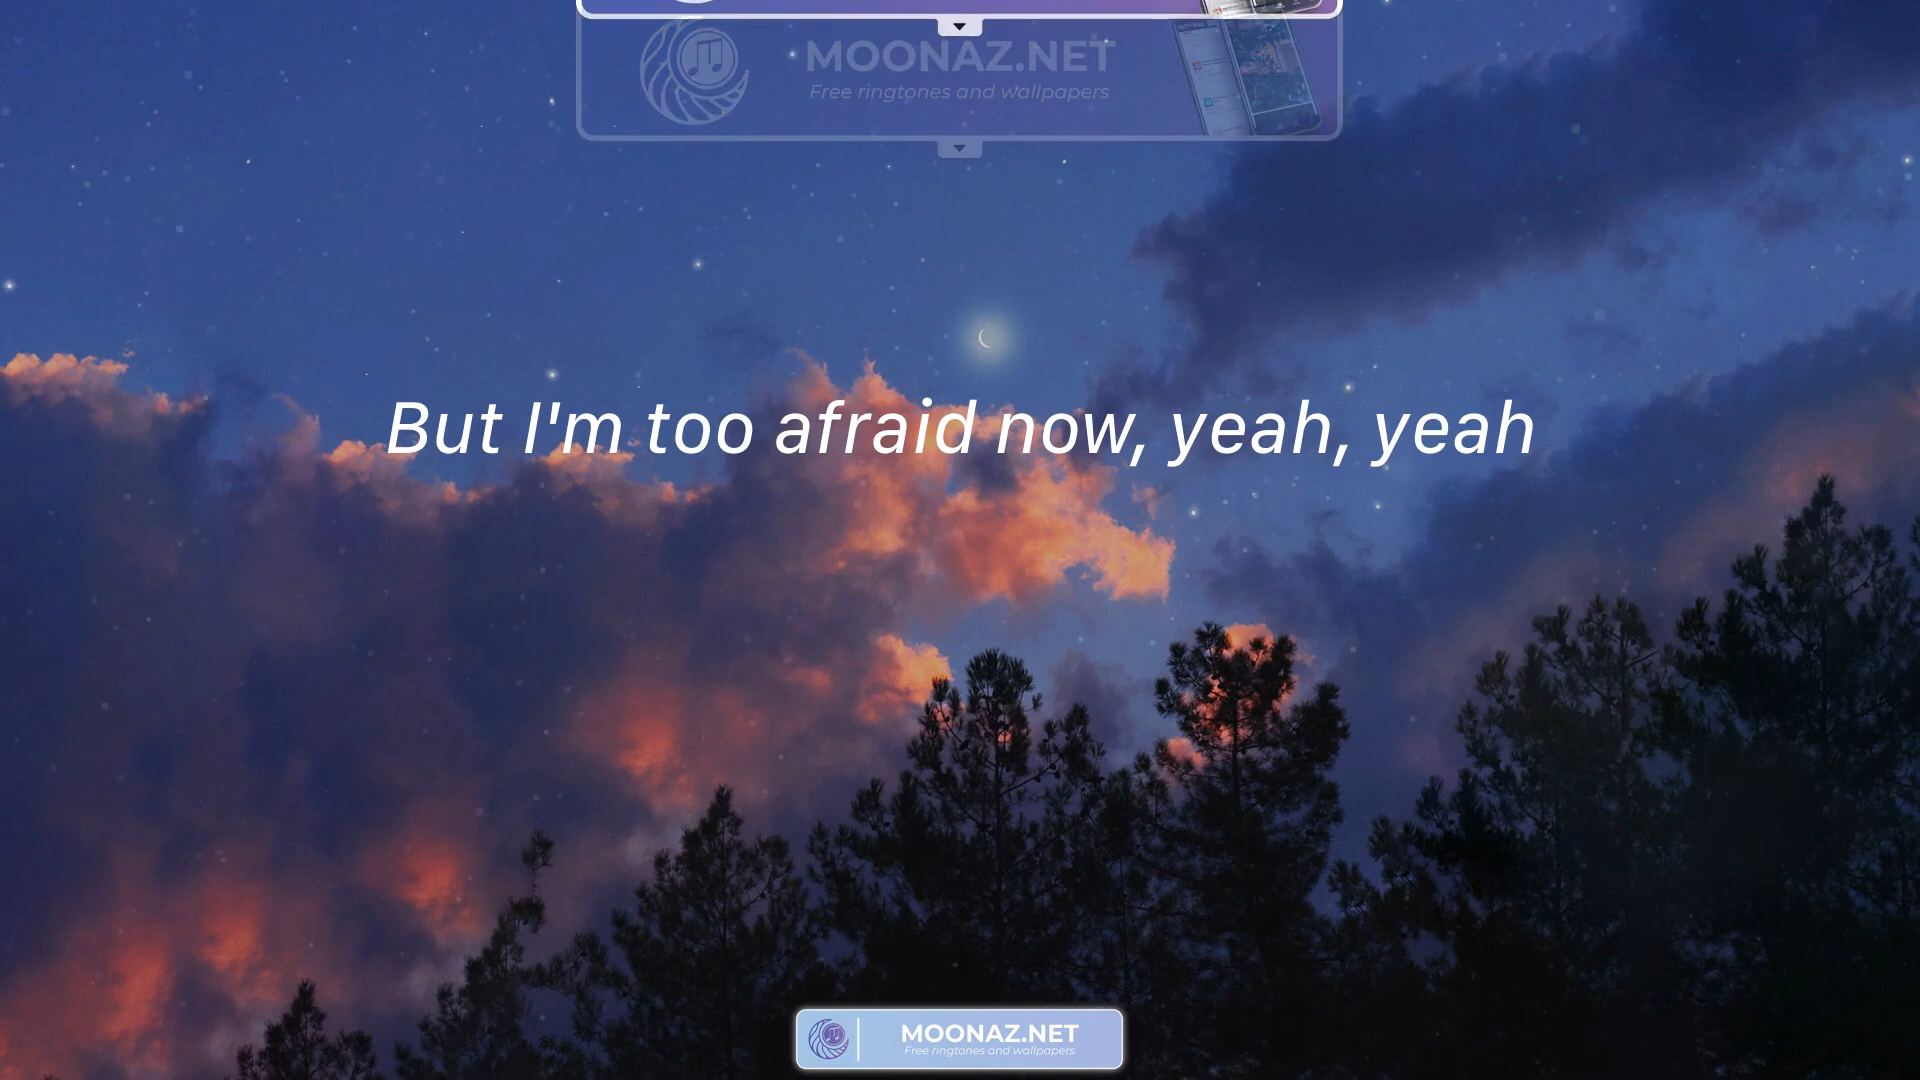 MOONAZ.NET
Free ringtones and wallpapers
But I'm too afraid now, yeah, yeah
MOONAZ.NET
Free ringtones and wallpapers